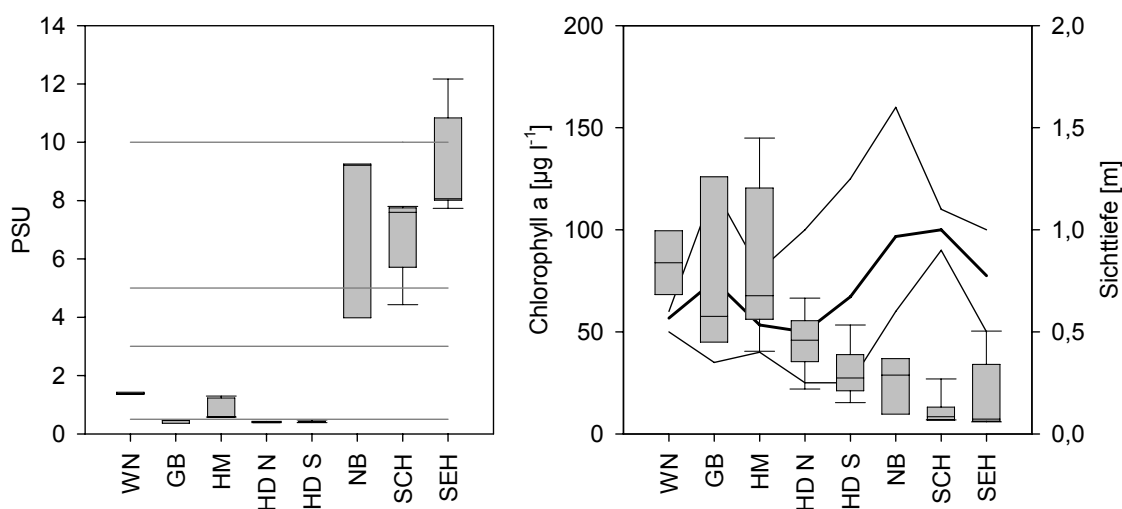 PSU
14
12
10
8
6
4
2
0
WN
GB
HM
HD N
HD S
NB
SCH
SEH
Chlorophyll a [µg l-1]
200
150
100
50
0
WN
GB
HM
HD N
HD S
NB
SCH
SEH
2,0
1,5
1,0
0,5
0,0
Sichttiefe [m]